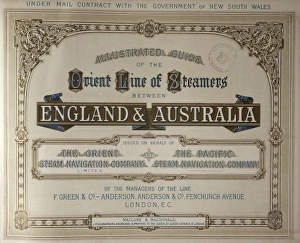 UNDER MAIL CONTRACT WITH THE GOVERNMENT OF NEW SOUTH WALES
ILLUSTRATED GUIDE
OF THE
Orient Line of Steamers
BETWEEN
ENGLAND & AUSTRALIA
ISSUED ON BEHALF OF
THE ORIENT & THE PACIFIC
STEAM NAVIGATION COMPANY STEAM NAVIGATION COMPANY
LIMITED
BY THE MANAGERS OF THE LINE.
F. GREEN & Co. – ANDERSON, ANDERSON & Co. FENCHURCH AVENUE.
LONDON, E.C.
MACLURE & MACDONALD